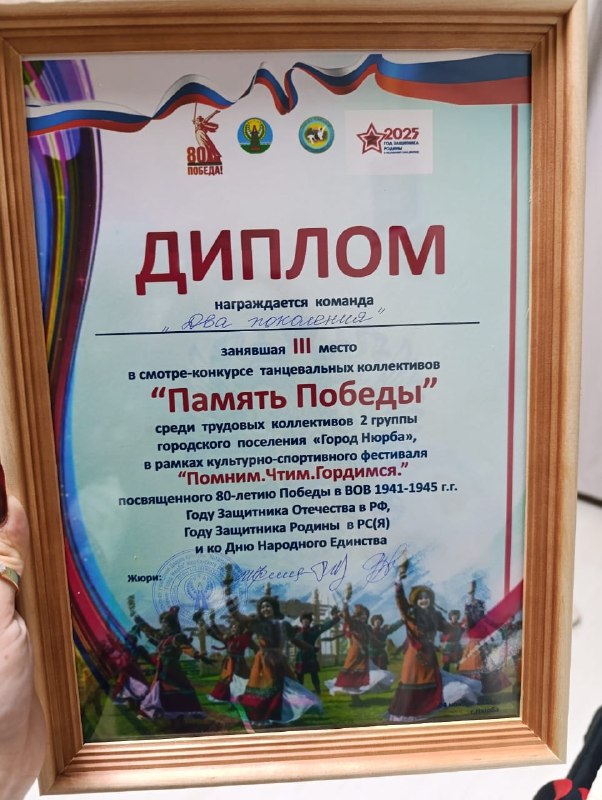 80
ПОБЕДА!
2025
ГОД ЗАЩИТНИКА
РОДИНЫ
ДИПЛОМ
награждается команда
„Два поколения"
занявшая III место
в смотре-конкурсе танцевальных коллективов
“Память Победы”
среди трудовых коллективов 2 группы
городского поселения «Город Нюрба»,
в рамках культурно-спортивного фестиваля
“Помним.Чтим.Гордимся.”
посвященного 80-летию Победы в ВОВ 1941-1945 г.г.
Году Защитника Отечества в РФ,
Году Защитника Родины в РС(Я)
и ко Дню Народного Единства
Жюри:
г.Нюрба